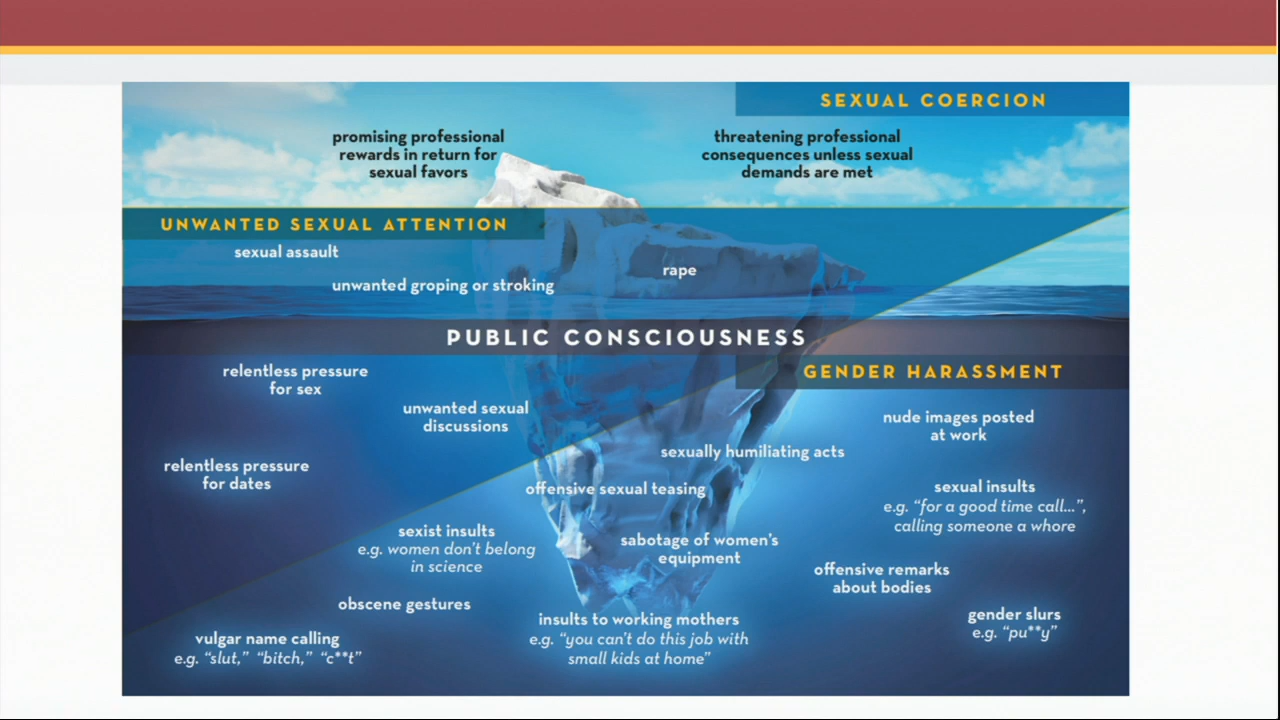 SEXUAL COERCION
promising professional
rewards in return for
sexual favors
threatening professional
consequences unless sexual
demands are met
UNWANTED SEXUAL ATTENTION
sexual assault
rape
unwanted groping or stroking
PUBLIC CONSCIOUSNESS
relentless pressure
for sex
GENDER HARASSMENT
unwanted sexual
discussions
nude images posted
at work
sexually humiliating acts
relentless pressure
for dates
offensive sexual teasing
sexual insults
e.g. “for a good time call...”,
calling someone a whore
sexist insults
e.g. women don’t belong
in science
sabotage of women’s
equipment
offensive remarks
about bodies
obscene gestures
insults to working mothers
e.g. “you can’t do this job with
small kids at home”
gender slurs
e.g. “pu**y”
vulgar name calling
e.g. “slut,” “bitch,” “c**t”